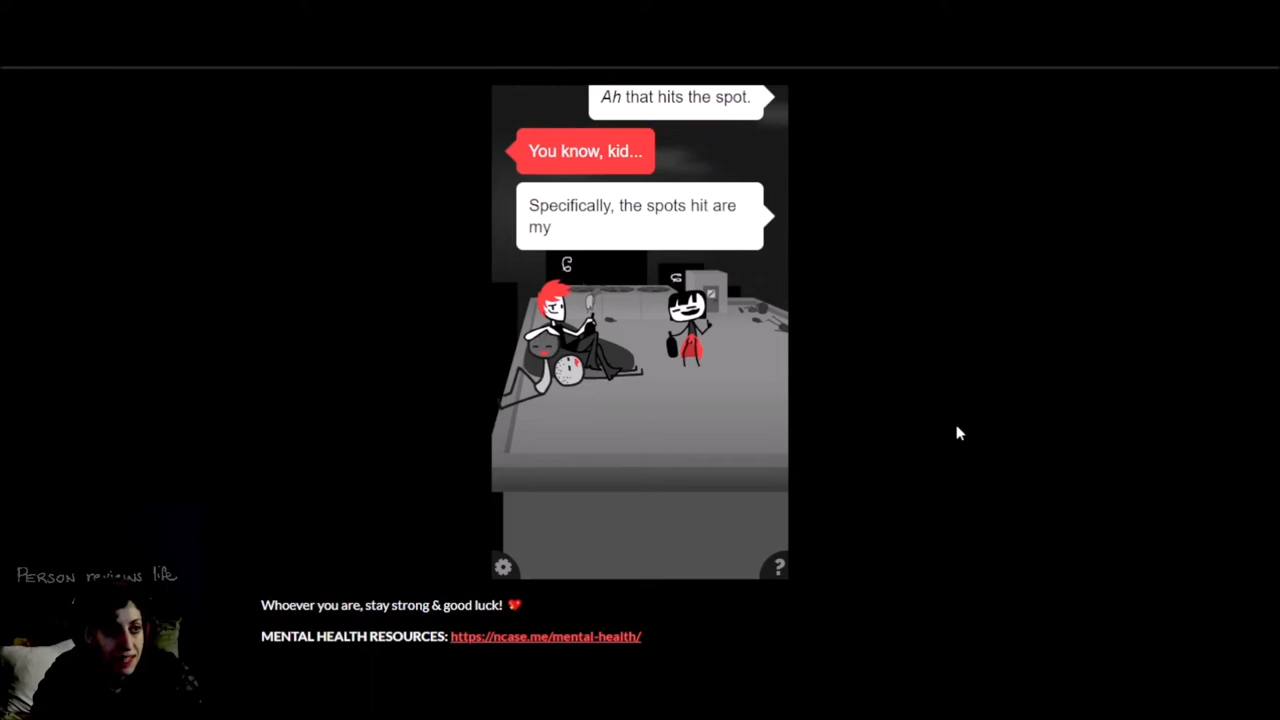 Ah that hits the spot.
You know, kid...
Specifically, the spots hit are
my
?
PERSON reviews life
Whoever you are, stay strong & good luck!
MENTAL HEALTH RESOURCES: https://ncase.me/mental-health/